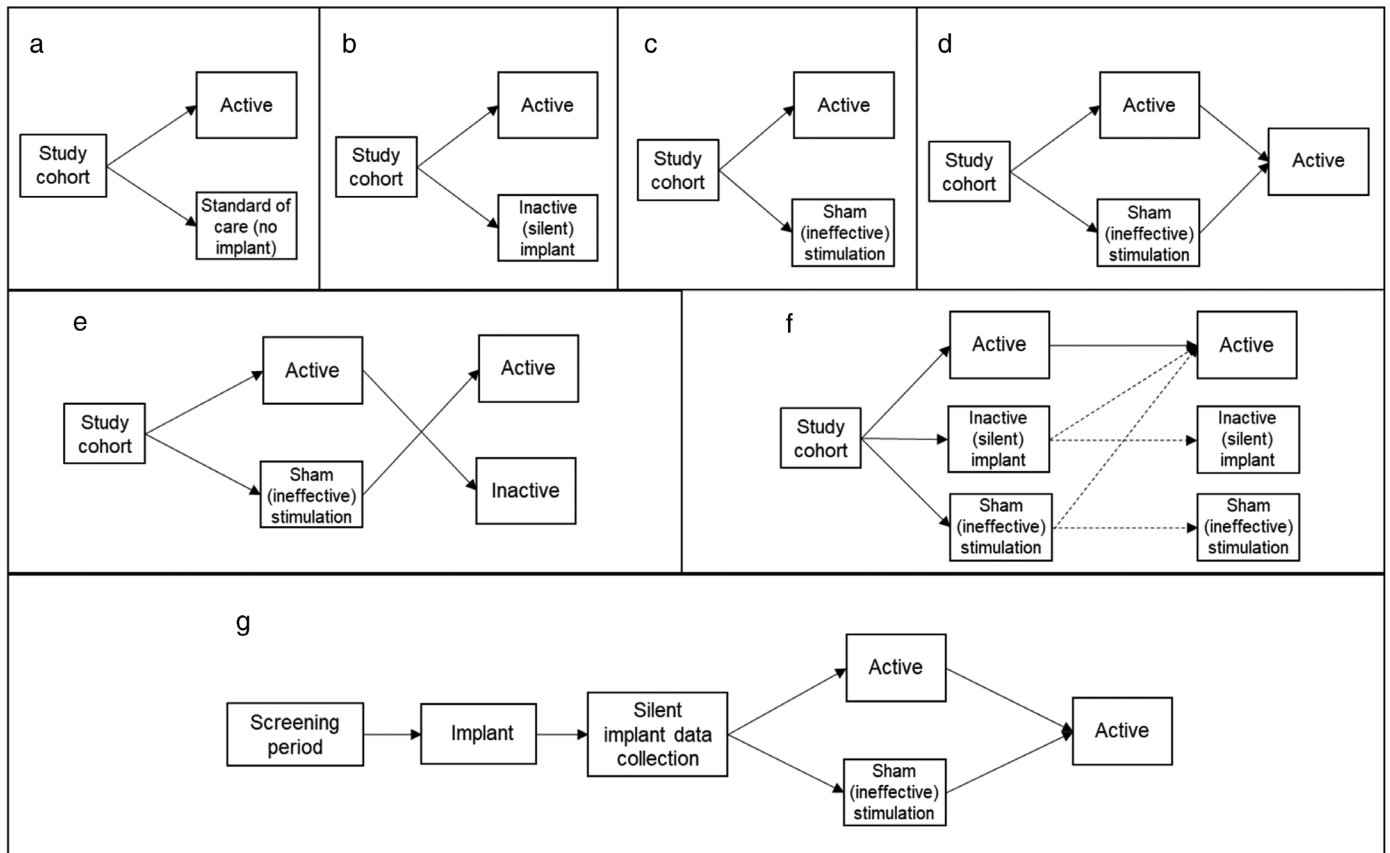 a
Study
cohort
Active
Standard of
care (no
implant)
b
Study
cohort
Active
Inactive
(silent)
implant
c
Study
cohort
Active
Sham
(ineffective)
stimulation
d
Study
cohort
Active
Sham
(ineffective)
stimulation
Active
e
Study
cohort
Active
Sham
(ineffective)
stimulation
Active
Inactive
f
Study
cohort
Active
Inactive
(silent)
implant
Sham
(ineffective)
stimulation
Active
Inactive
(silent)
implant
Sham
(ineffective)
stimulation
g
Screening
period
Implant
Silent
implant data
collection
Active
Sham
(ineffective)
stimulation
Active